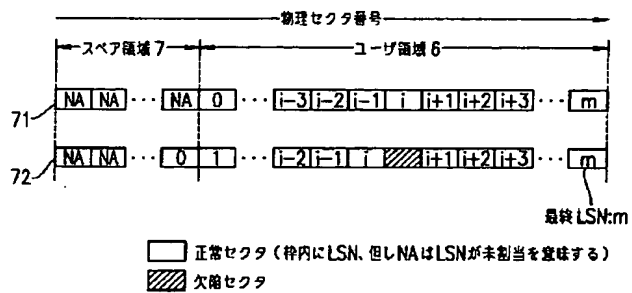 物理セクタ番号
スペア領域7 ユーザ領域6
71 NA NA ... NA 0 ... i-3 i-2 i-1 i i+1 i+2 i+3 ... m
72 NA NA ... 0 1 ... i-2 i-1 i i+1 i+2 i+3 ... m
最終LSN:m
正常セクタ(枠内にLSN、但しNAはLSNが未割当を意味する)
欠陥セクタ